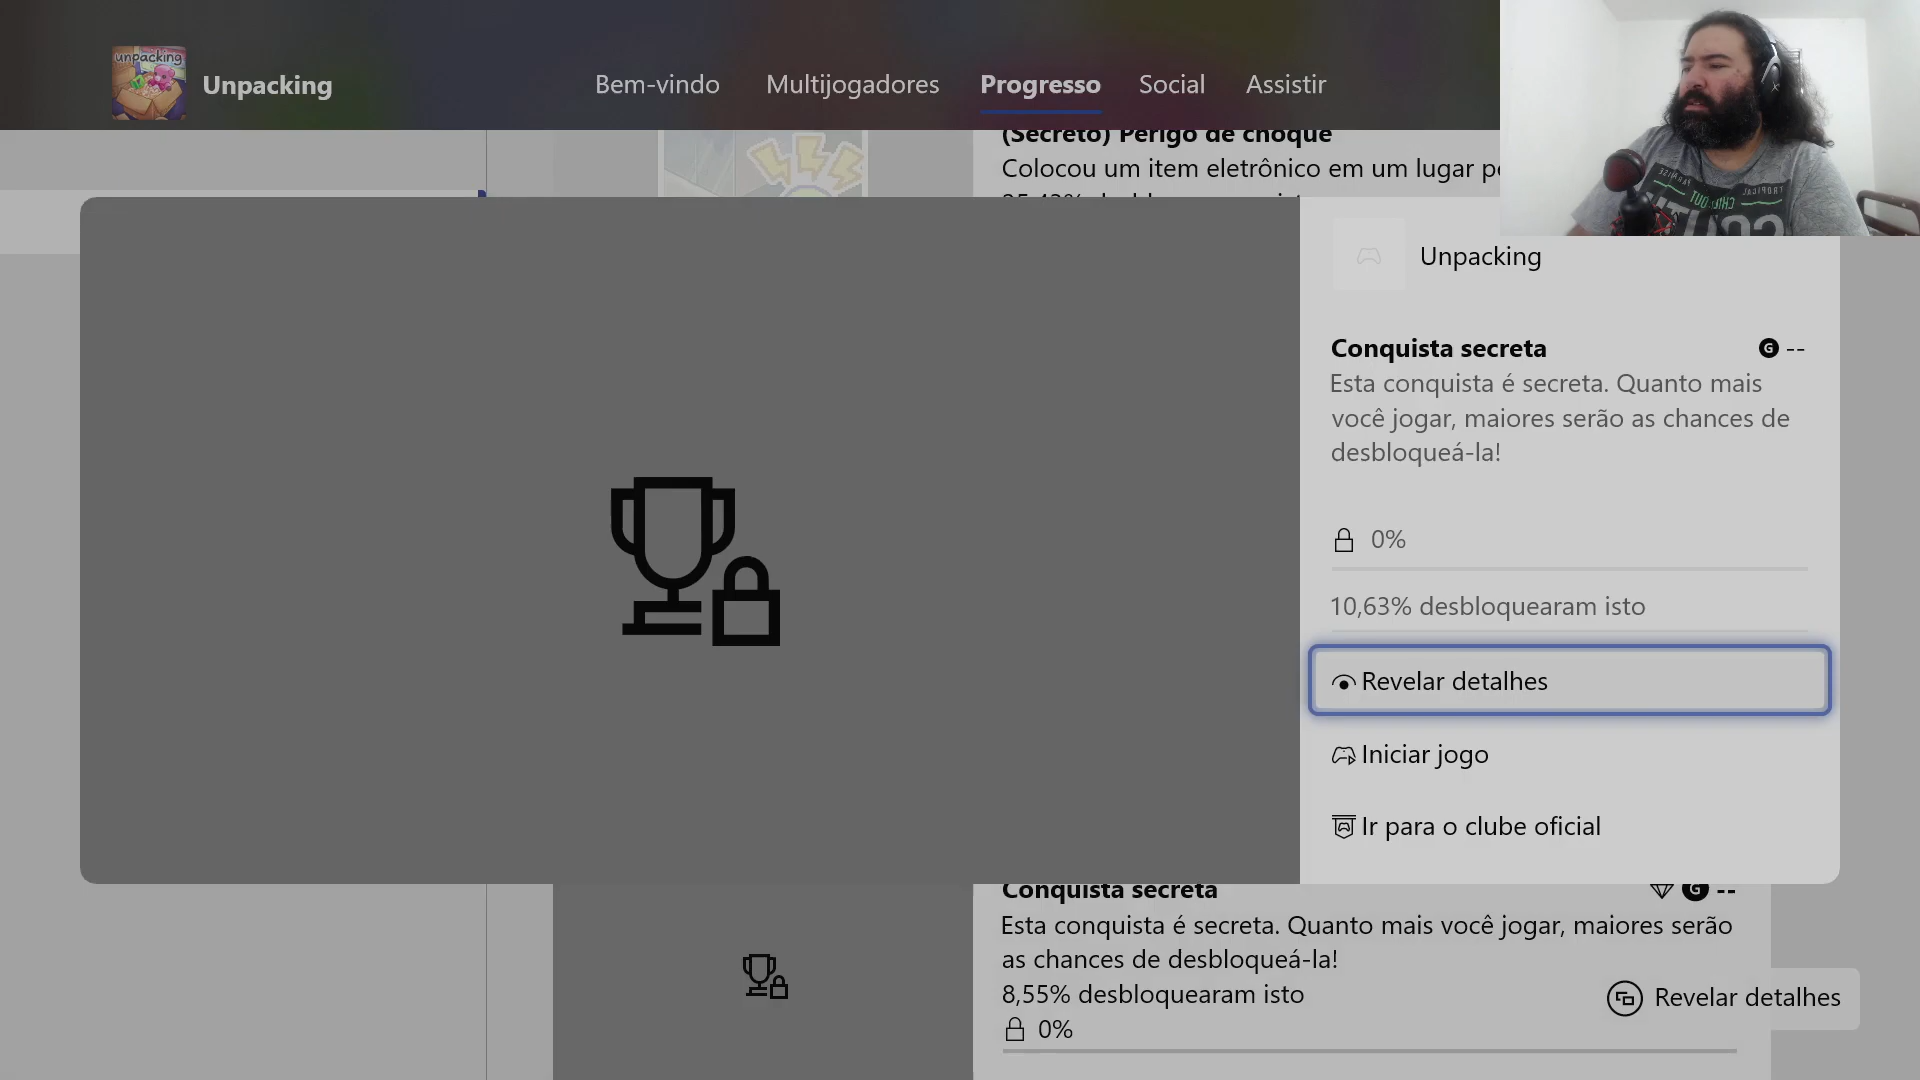 unpacking
Unpacking
Bem-vindo
Multijogadores
Progresso
Social
Assistir
(Secreto) Perigo de choque
Colocou um item eletrônico em um lugar
Unpacking
Conquista secreta
G --
Esta conquista é secreta. Quanto mais
você jogar, maiores serão as chances de
desbloqueá-la!
0%
10,63% desbloquearam isto
Revelar detalhes
Iniciar jogo
Ir para o clube oficial
Conquista secreta
G --
Esta conquista é secreta. Quanto mais você jogar, maiores serão
as chances de desbloqueá-la!
8,55% desbloquearam isto
Revelar detalhes
0%